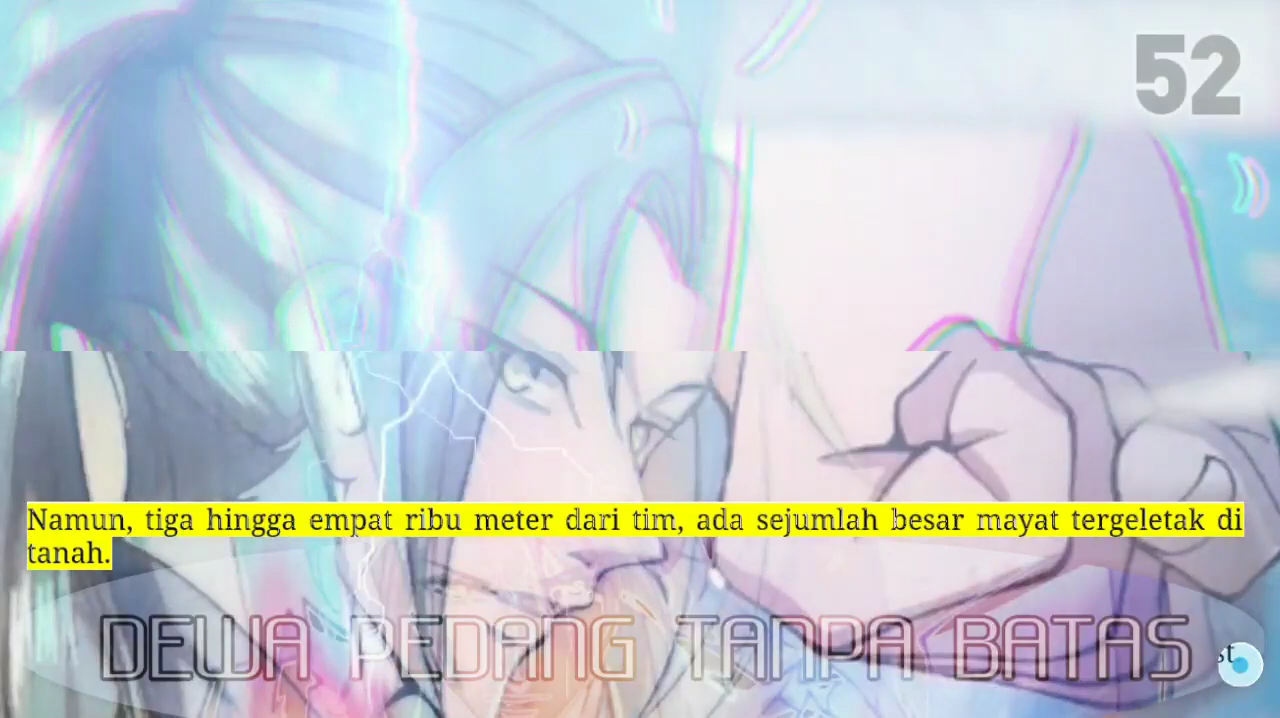 52
Namun, tiga hingga empat ribu meter dari tim, ada sejumlah besar mayat tergeletak di
tanah.
DEWA PEDANG TANPA BATAS
st